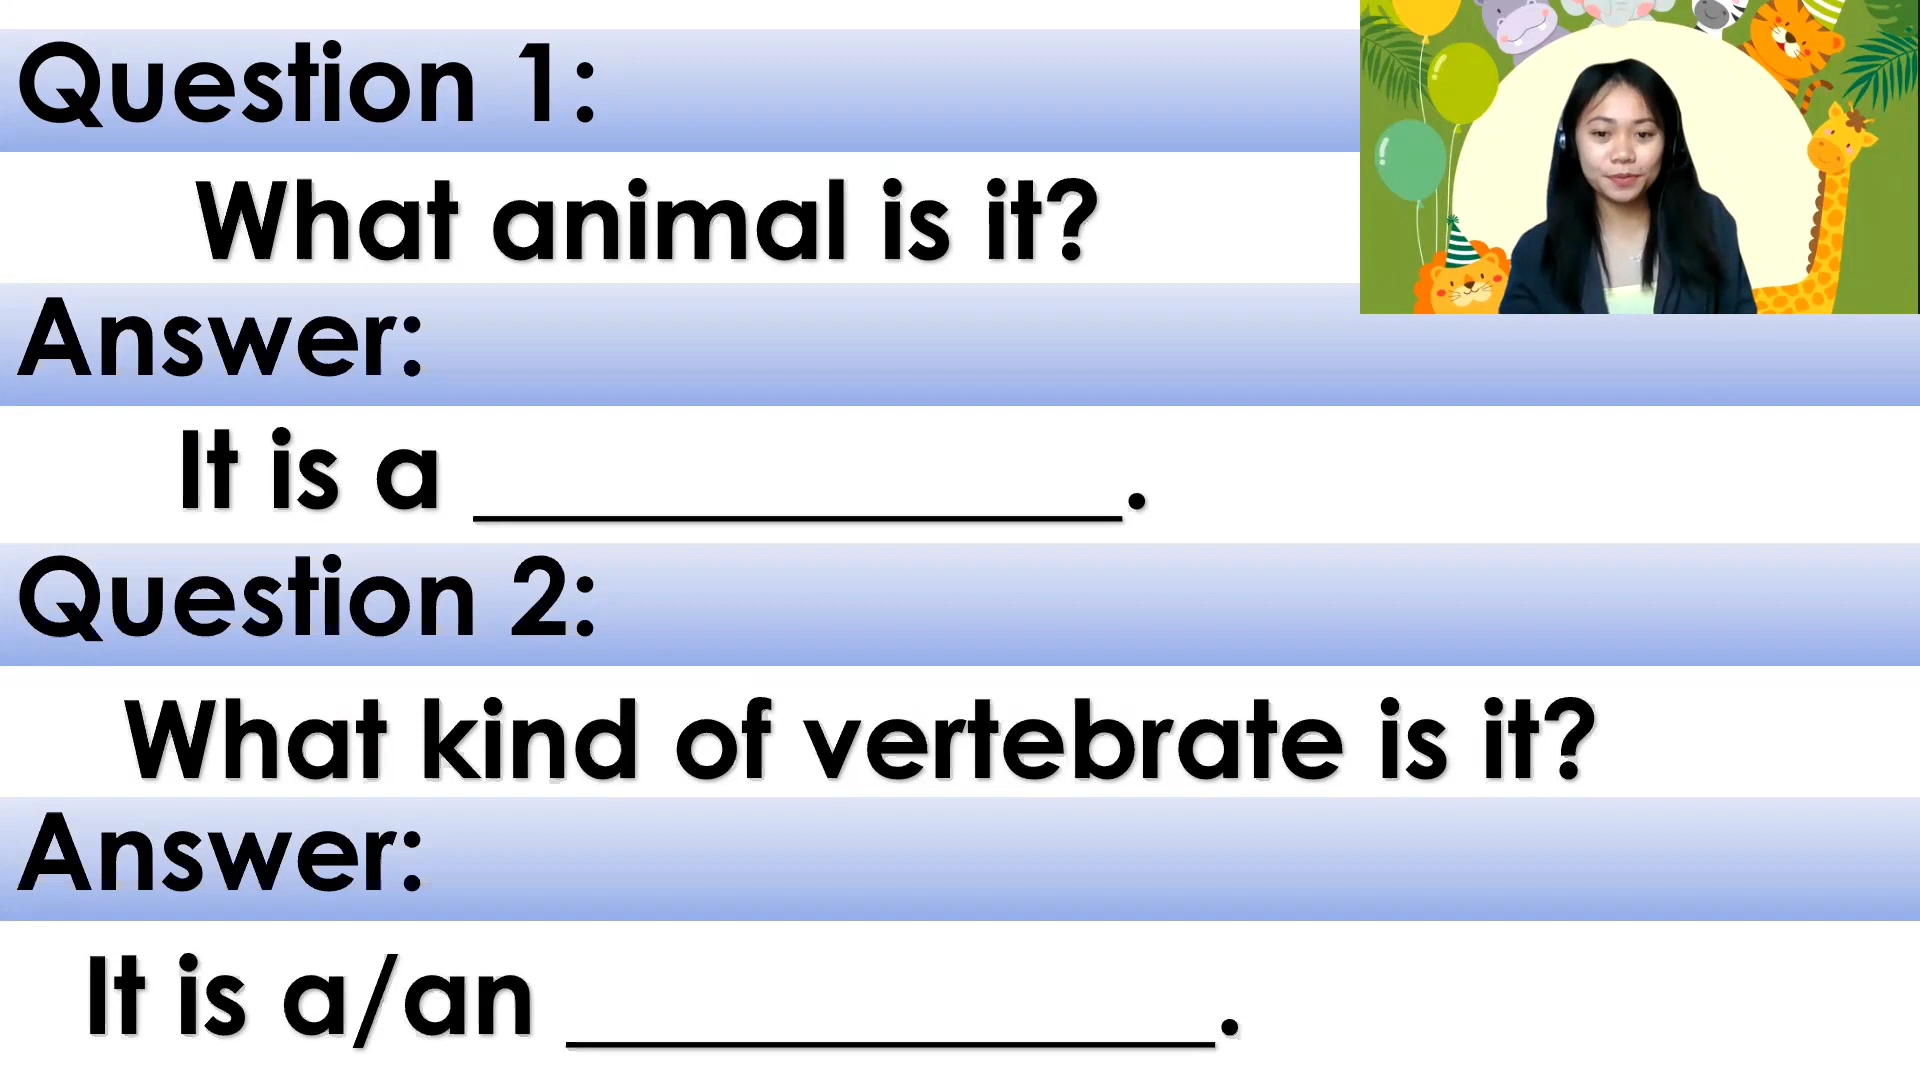 Question 1:
What animal is it?
Answer:
It is a ______________.
Question 2:
What kind of vertebrate is it?
Answer:
It is a/an ______________.